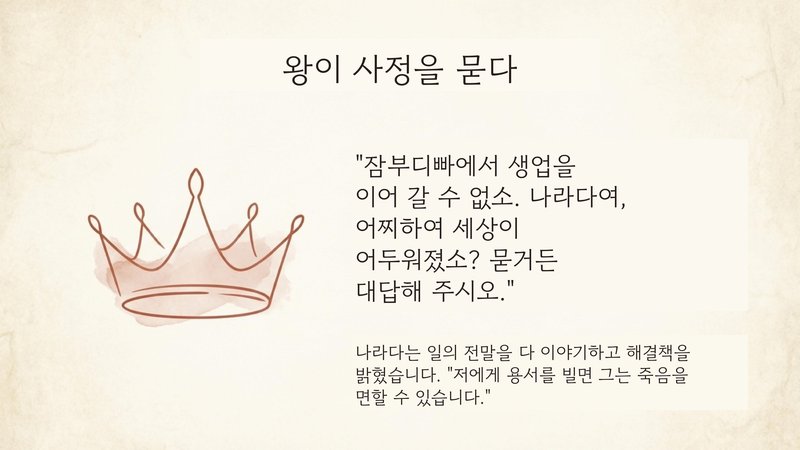 왕이 사정을 묻다
"잠부디빠에서 생업을
이어 갈 수 없소. 나라다여,
어찌하여 세상이
어두워졌소? 묻거든
대답해 주시오."
나라다는 일의 전말을 다 이야기하고 해결책을
밝혔습니다. "저에게 용서를 빌면 그는 죽음을
면할 수 있습니다."